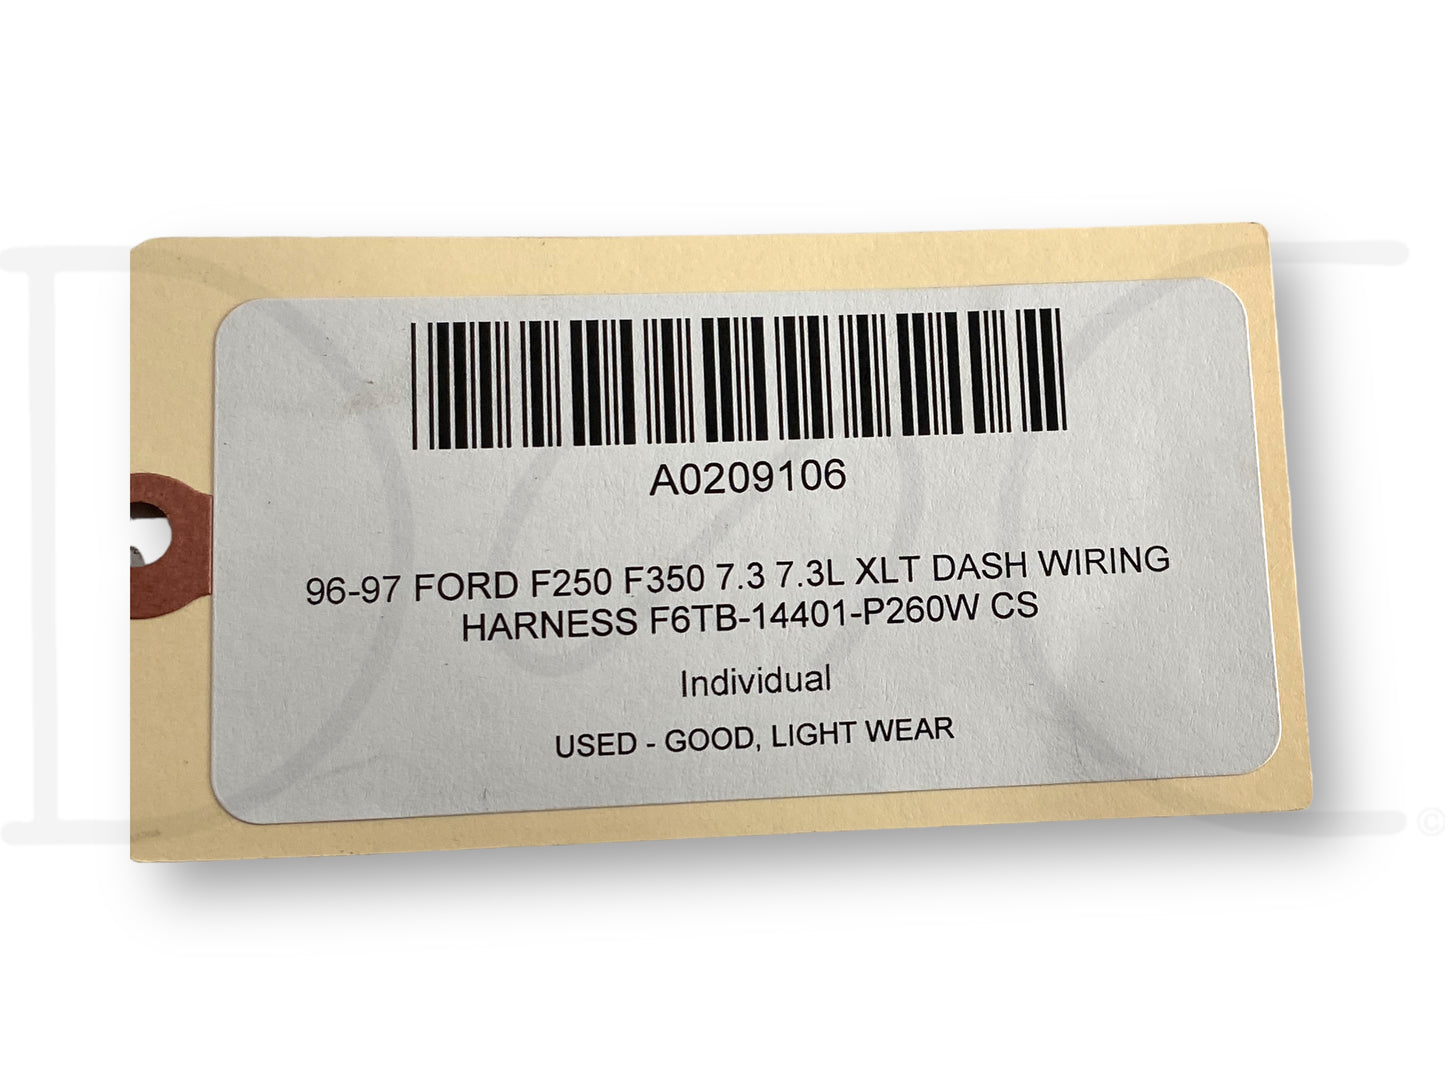 A0209106
96-97 FORD F250 F350 7.3 7.3L XLT DASH WIRING
HARNESS F6TB-14401-P260W CS
Individual
USED - GOOD, LIGHT WEAR
©